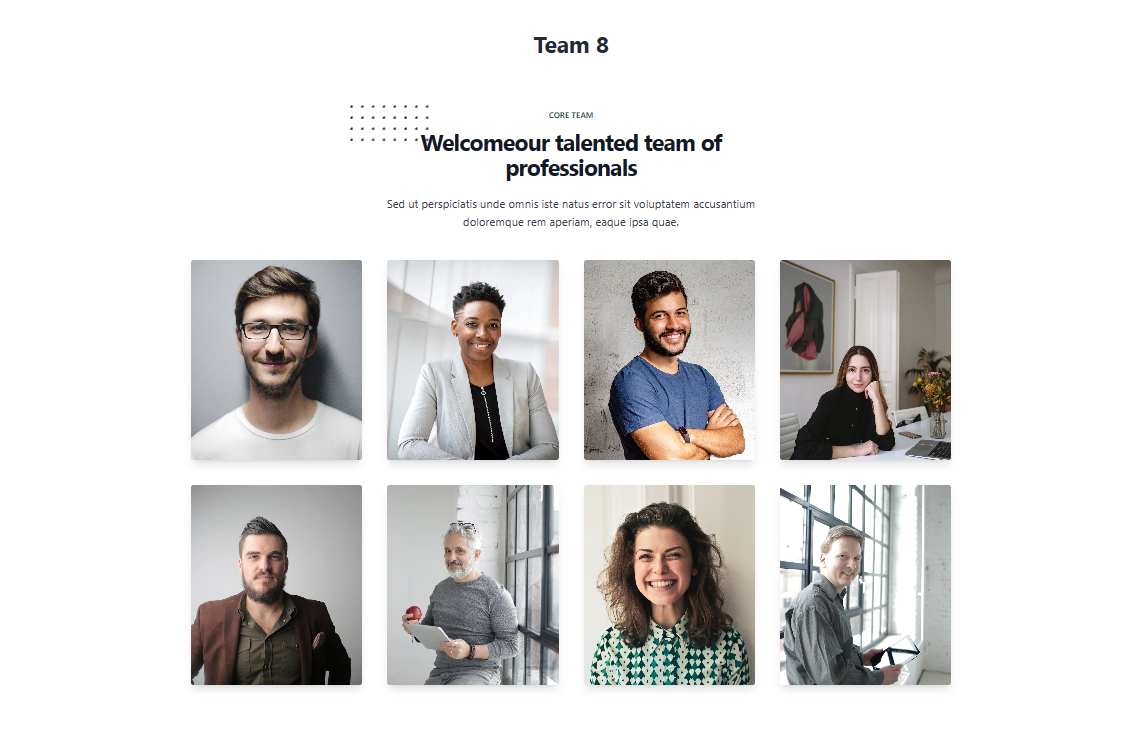 Team 8
CORE TEAM
Welcomeour talented team of
professionals
Sed ut perspiciatis unde omnis iste natus error sit voluptatem accusantium
doloremque rem aperiam, eaque ipsa quae.